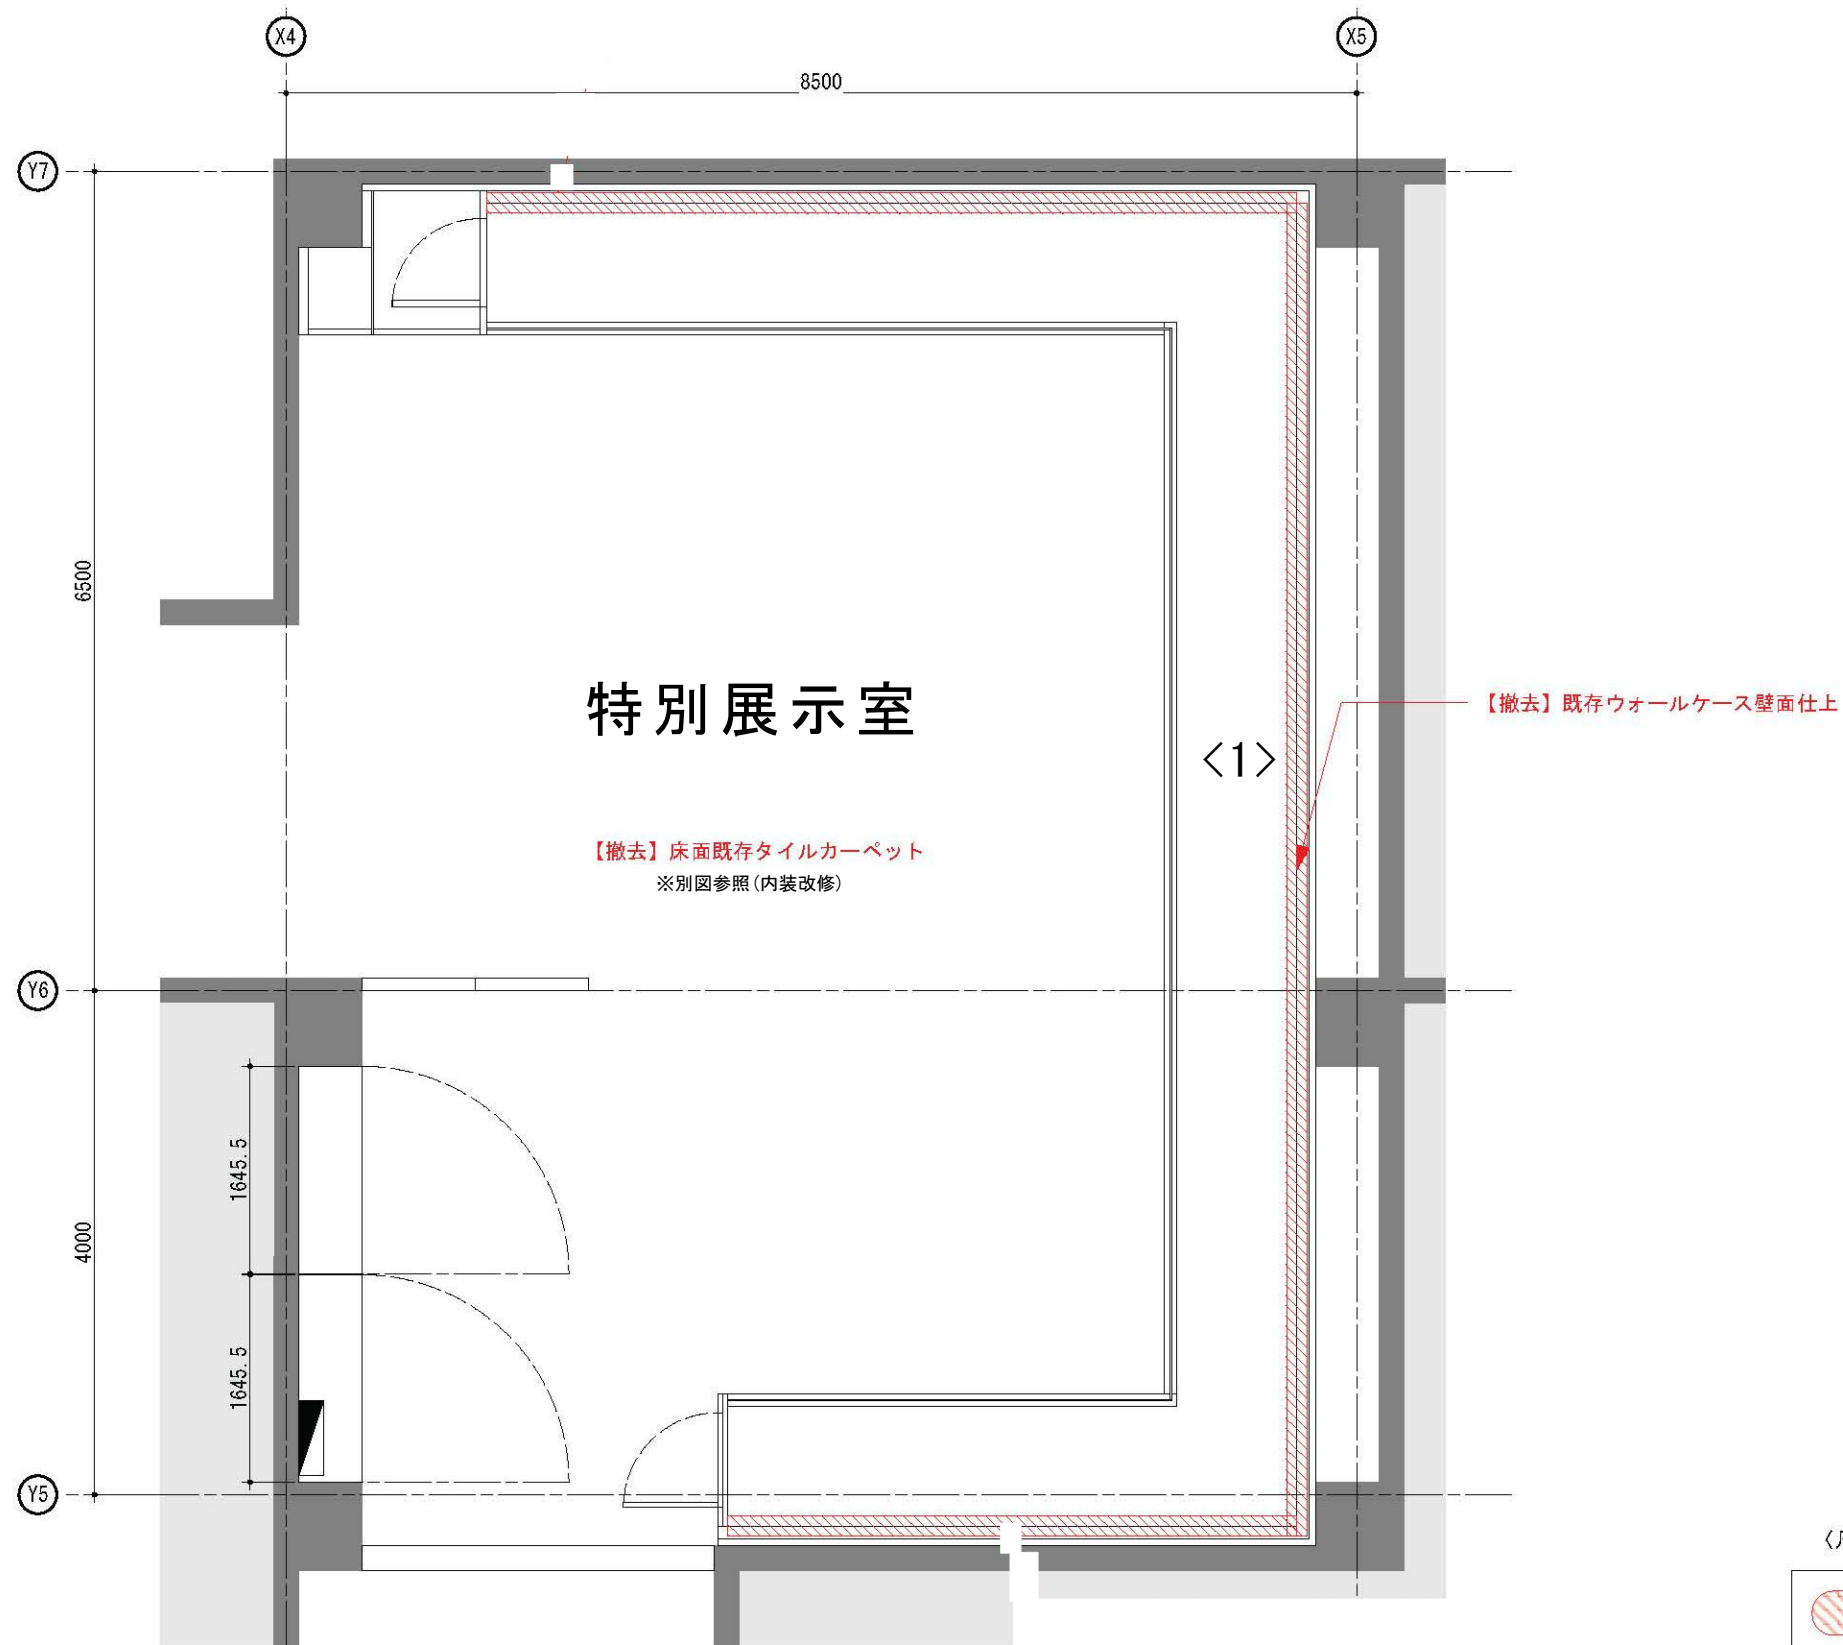 X4
X5
8500
Y7
6500
特別展示室
【撤去】既存ウォールケース壁面仕上
<1>
【撤去】床面既存タイルカーペット
※別図参照(内装改修)
Y6
1645.5
4000
1645.5
Y5